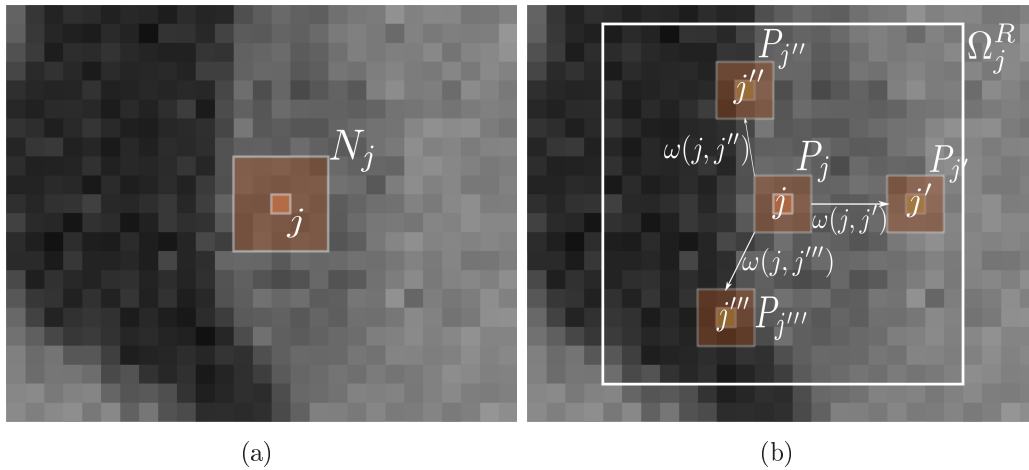 N_j
j
(a)
Ω_j^R
P_{j''}
j''
ω(j, j'')
P_j
j
P_{j'}
j'
ω(j, j')
ω(j, j''')
j'''
P_{j'''}
(b)